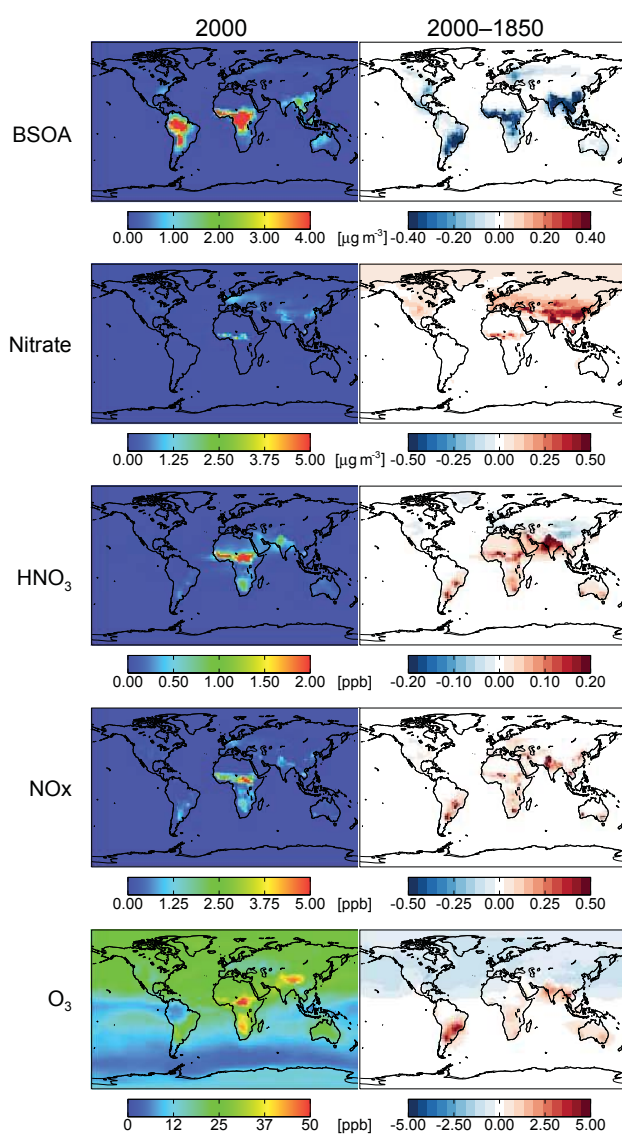 2000 2000–1850
BSOA
0.00 1.00 2.00 3.00 4.00 [µg m-3] -0.40 -0.20 0.00 0.20 0.40
Nitrate
0.00 1.25 2.50 3.75 5.00 [µg m-3] -0.50 -0.25 0.00 0.25 0.50
HNO3
0.00 0.50 1.00 1.50 2.00 [ppb] -0.20 -0.10 0.00 0.10 0.20
NOx
0.00 1.25 2.50 3.75 5.00 [ppb] -0.50 -0.25 0.00 0.25 0.50
O3
0 12 25 37 50 [ppb] -5.00 -2.50 0.00 2.50 5.00